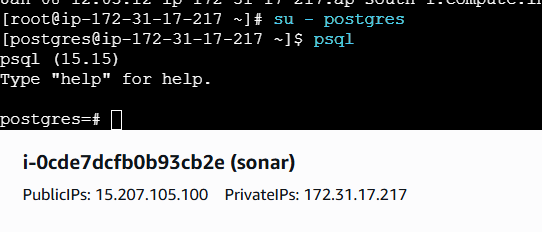 [root@ip-172-31-17-217 ~]# su - postgres
[postgres@ip-172-31-17-217 ~]$ psql
psql (15.15)
Type "help" for help.
postgres=#
i-0cde7dcfb0b93cb2e (sonar)
PublicIPs: 15.207.105.100 PrivateIPs: 172.31.17.217